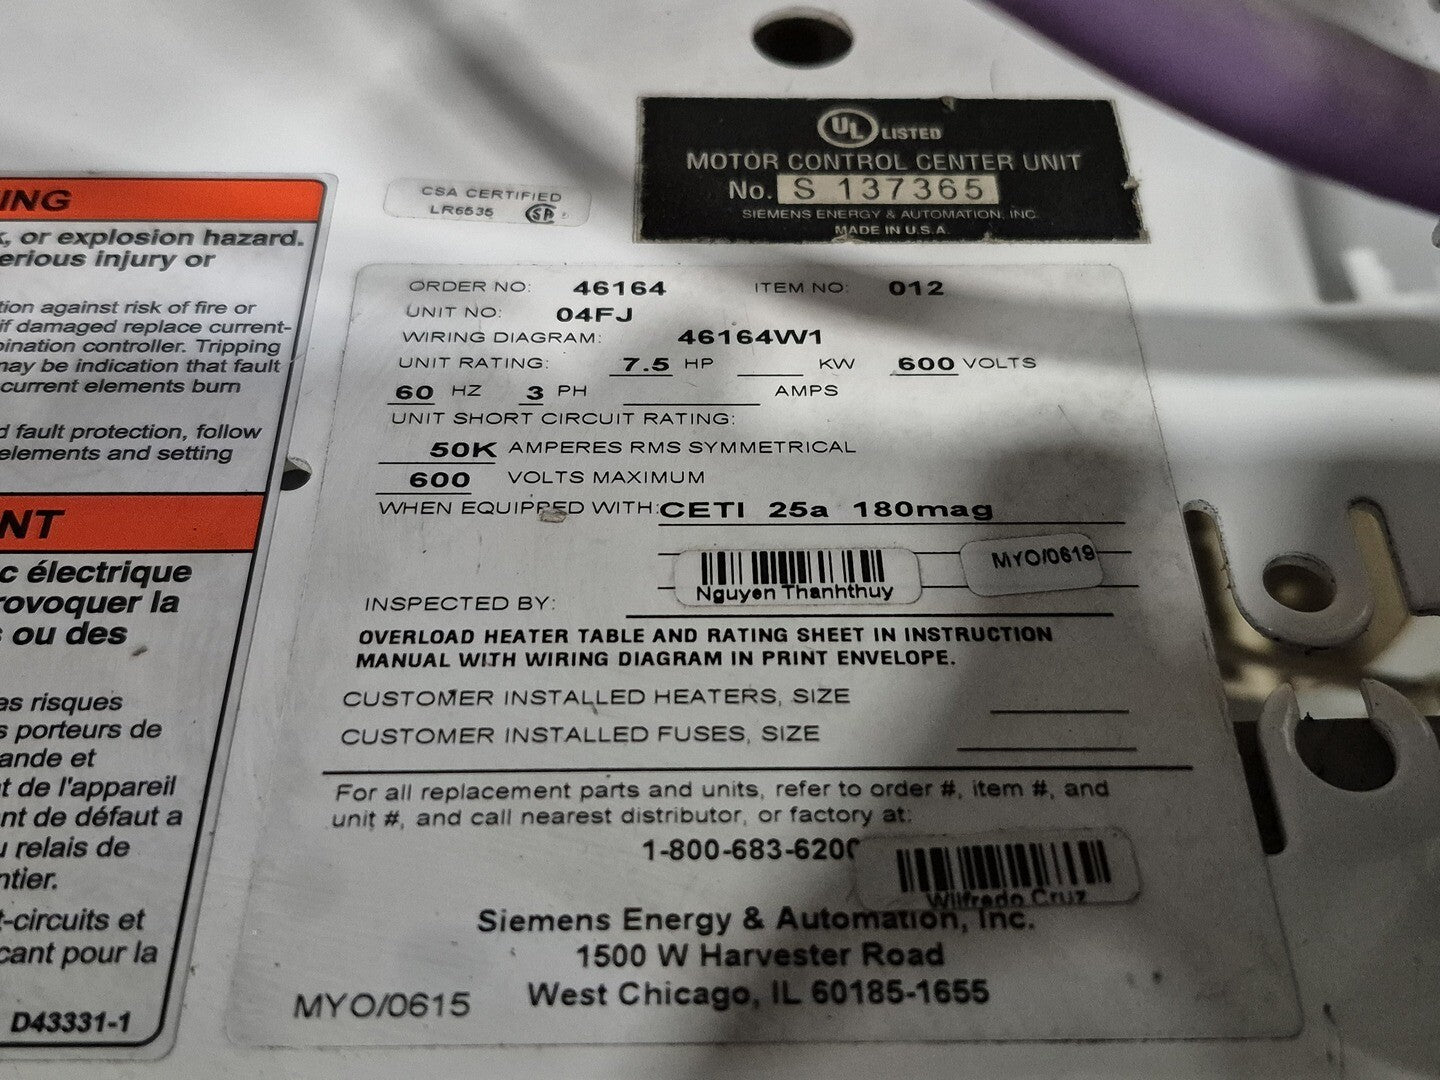 UL LISTED
MOTOR CONTROL CENTER UNIT
No. S 137365
SIEMENS ENERGY & AUTOMATION, INC.
MADE IN U.S.A.
CSA CERTIFIED
LR6535 SP
ORDER NO: 46164 ITEM NO: 012
UNIT NO: 04FJ
WIRING DIAGRAM: 46164W1
UNIT RATING: 7.5 HP KW 600 VOLTS
60 HZ 3 PH AMPS
UNIT SHORT CIRCUIT RATING:
50K AMPERES RMS SYMMETRICAL
600 VOLTS MAXIMUM
WHEN EQUIPPED WITH: CETI 25a 180mag
Nguyen Thanhthuy
MYO/0619
INSPECTED BY:
OVERLOAD HEATER TABLE AND RATING SHEET IN INSTRUCTION
MANUAL WITH WIRING DIAGRAM IN PRINT ENVELOPE.
CUSTOMER INSTALLED HEATERS, SIZE
CUSTOMER INSTALLED FUSES, SIZE
For all replacement parts and units, refer to order #, item #, and
unit #, and call nearest distributor, or factory at:
1-800-683-6200
Wilfredo Cruz
Siemens Energy & Automation, Inc.
1500 W Harvester Road
West Chicago, IL 60185-1655
MYO/0615
ING
, or explosion hazard.
erious injury or
tion against risk of fire or
if damaged replace current-
bination controller. Tripping
may be indication that fault
current elements burn
d fault protection, follow
elements and setting
NT
c électrique
rovoquer la
s ou des
es risques
s porteurs de
ande et
t de l'appareil
nt de défaut a
u relais de
ntier.
t-circuits et
cant pour la
D43331-1